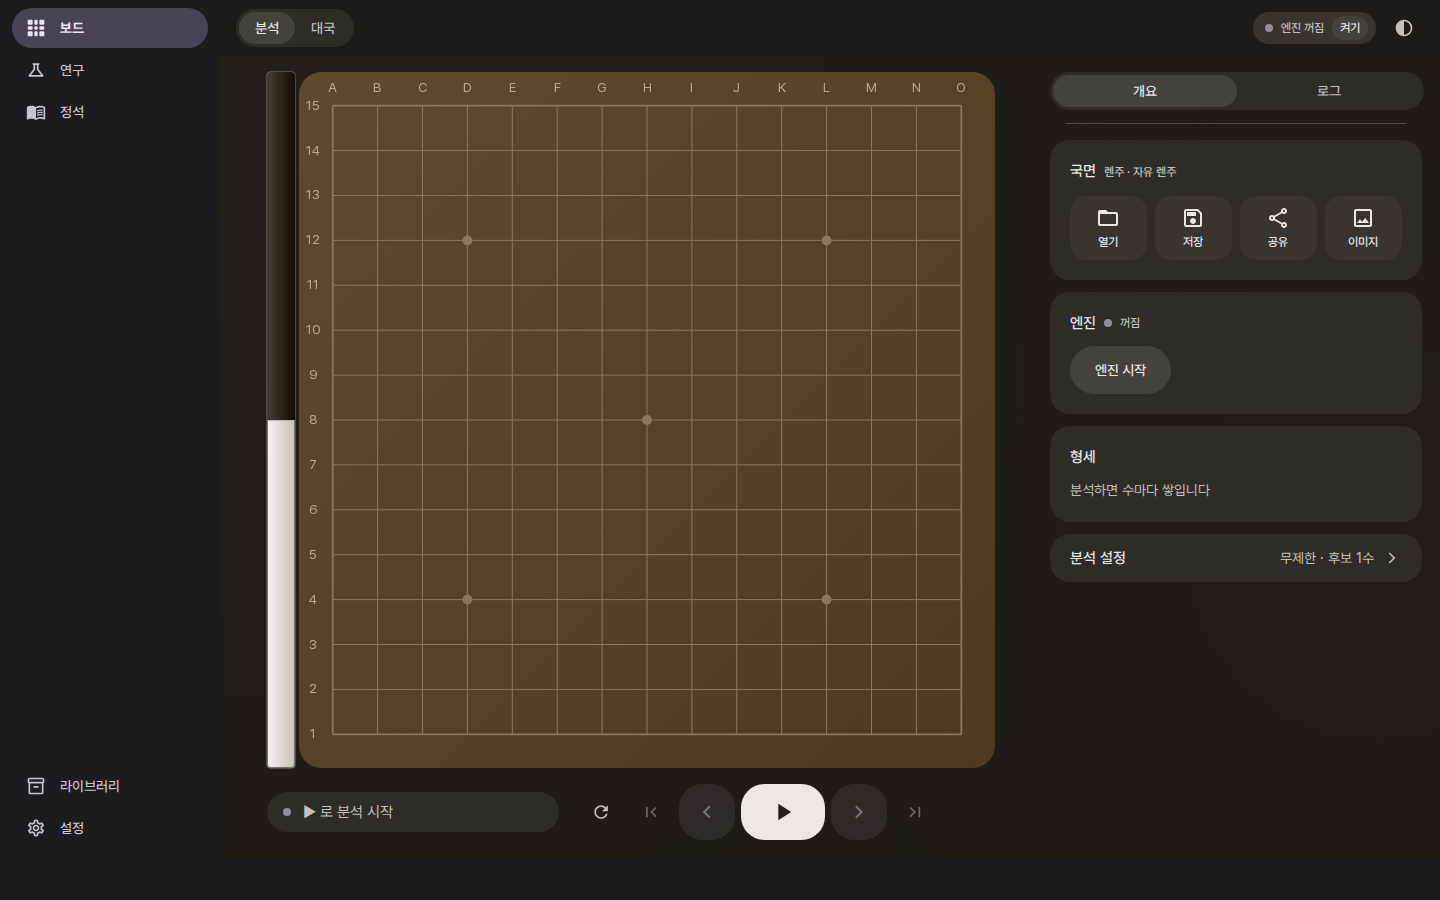 보드
연구
정석
라이브러리
설정
분석 대국
엔진 꺼짐 켜기
A B C D E F G H I J K L M N O
15
14
13
12
11
10
9
8
7
6
5
4
3
2
1
▶ 로 분석 시작
개요 로그
국면 렌주 · 자유 렌주
열기 저장 공유 이미지
엔진 꺼짐
엔진 시작
형세
분석하면 수마다 쌓입니다
분석 설정 무제한 · 후보 1수